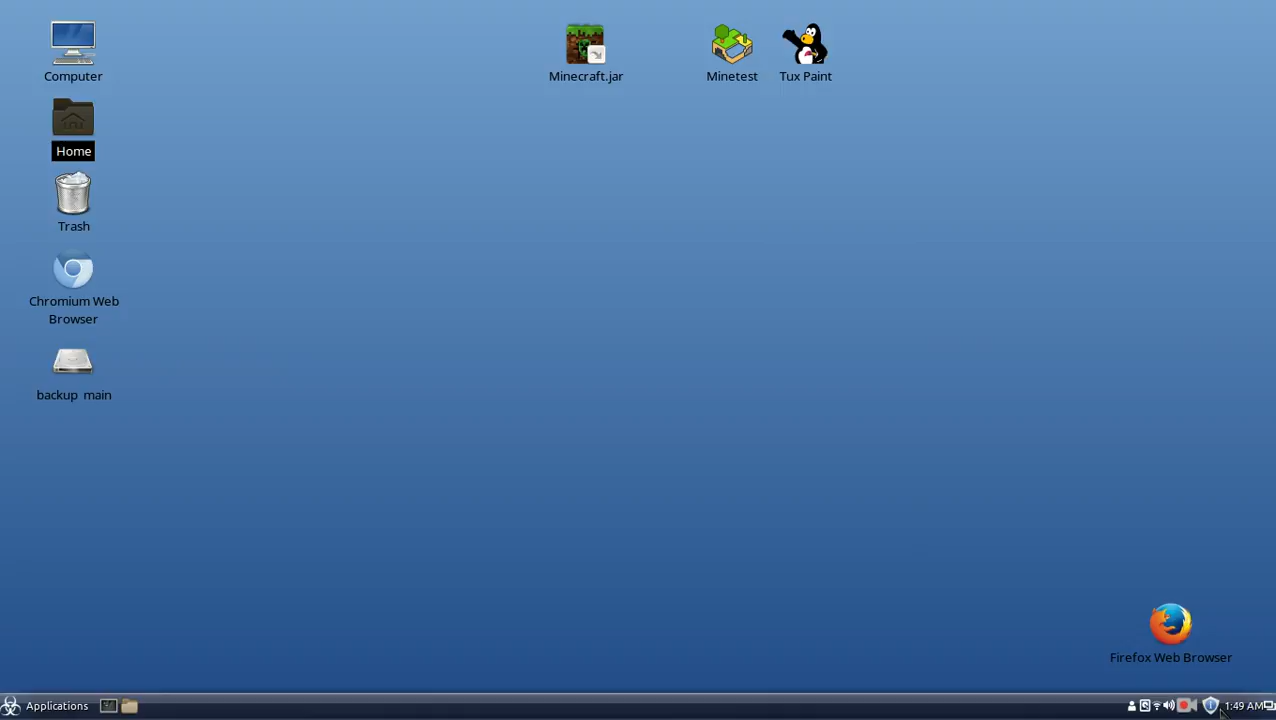 Computer
Minecraft.jar
Minetest
Tux Paint
Home
Trash
Chromium Web
Browser
backup main
Firefox Web Browser
Applications
1:49 AM